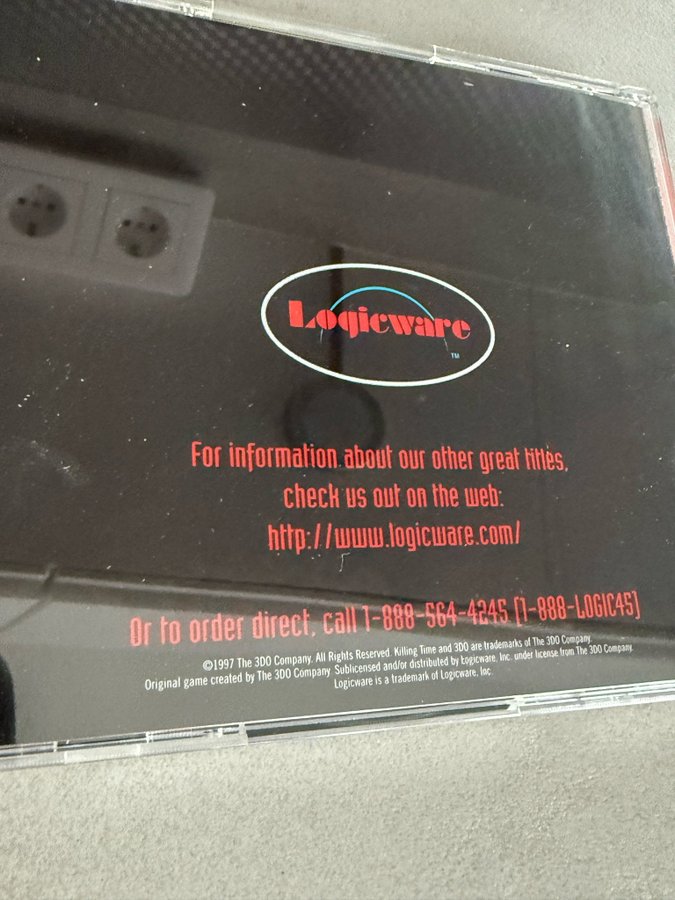 Logicware
TM
For information about our other great titles,
check us out on the web:
http://www.logicware.com/
Or to order direct, call 1-888-564-4245 [1-888-LOGIC45]
©1997 The 3DO Company. All Rights Reserved. Killing Time and 3DO are trademarks of The 3DO Company.
Original game created by The 3DO Company. Sublicensed and/or distributed by Logicware, Inc. under license from The 3DO Company.
Logicware is a trademark of Logicware, Inc.